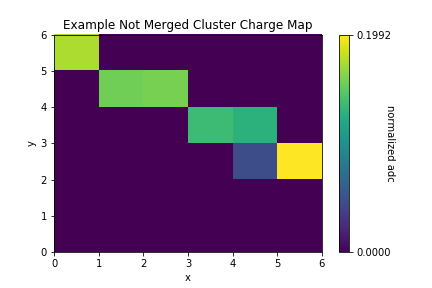 Example Not Merged Cluster Charge Map
6
5
4
3
2
1
0
y
0 1 2 3 4 5 6
x
0.1992
0.0000
normalized adc